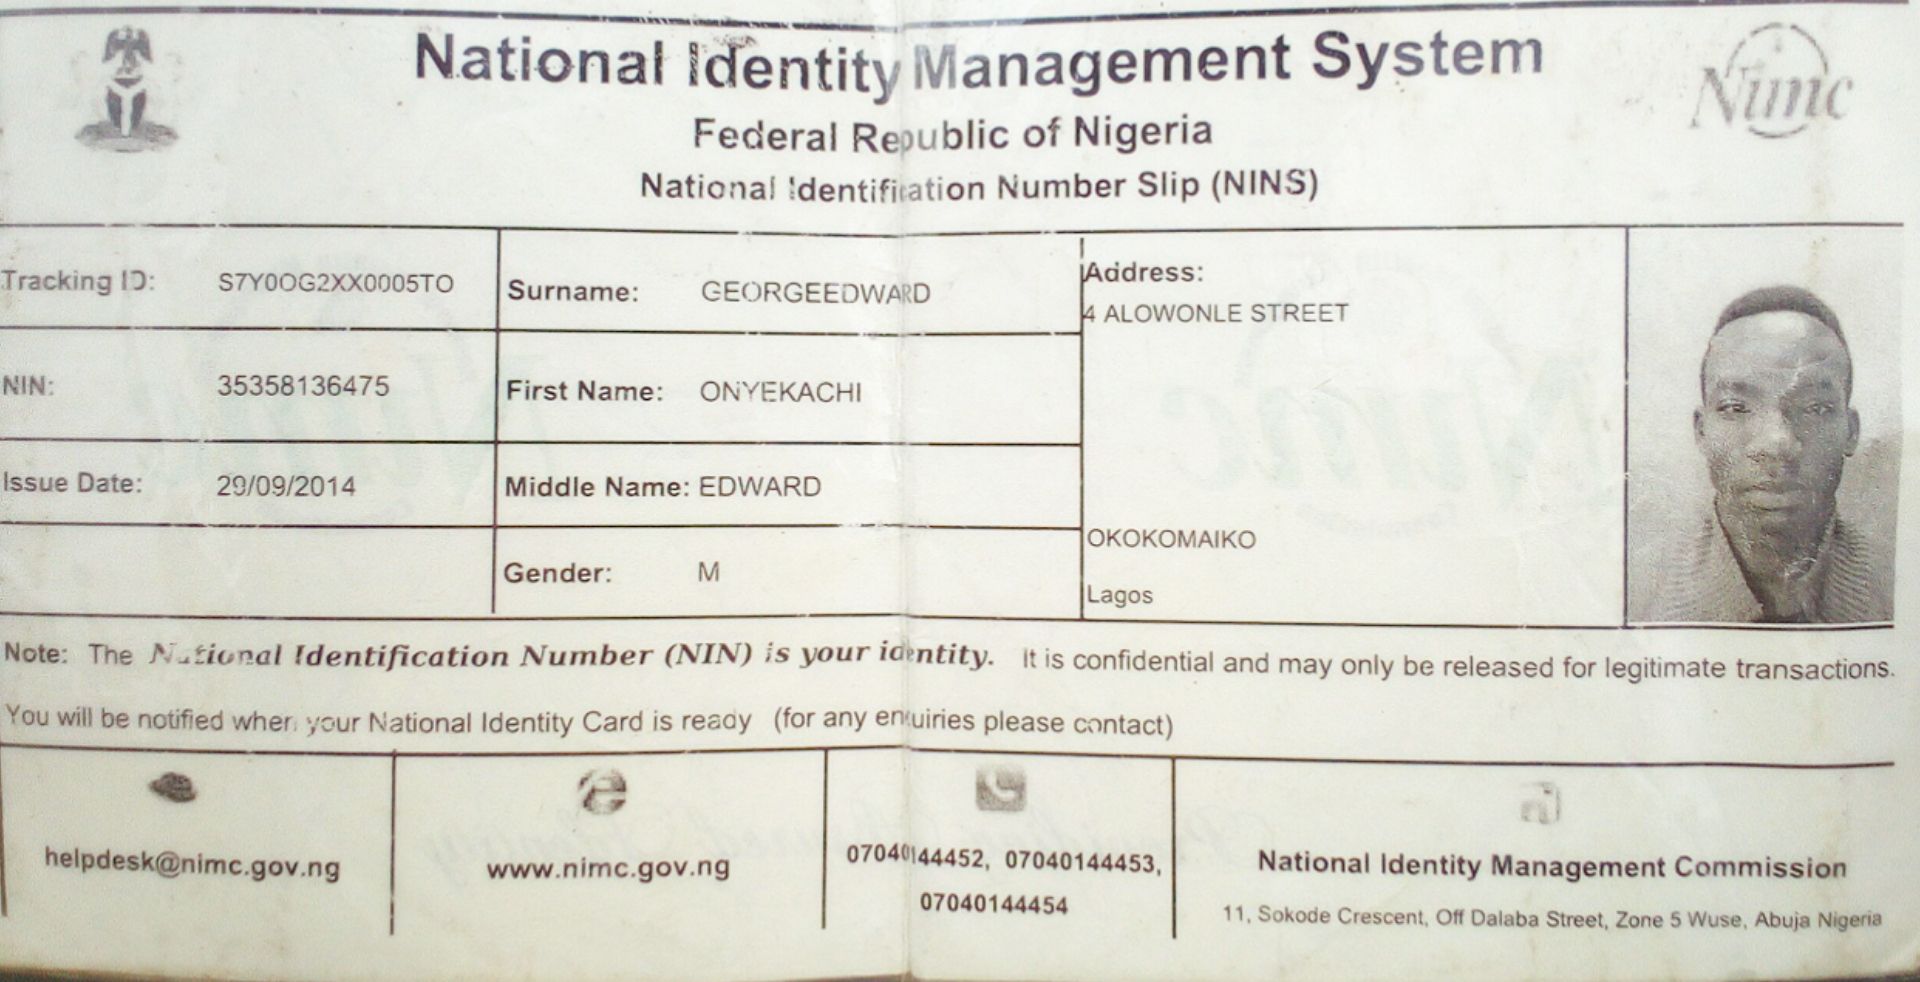 National Identity Management System
Nimc
Federal Republic of Nigeria
National Identification Number Slip (NINS)
Tracking ID: S7Y0OG2XX0005TO
Surname: GEORGEEDWARD
Address:
4 ALOWONLE STREET
NIN: 35358136475
First Name: ONYEKACHI
Issue Date: 29/09/2014
Middle Name: EDWARD
OKOKOMAIKO
Gender: M
Lagos
Note: The National Identification Number (NIN) is your identity. It is confidential and may only be released for legitimate transactions.
You will be notified when your National Identity Card is ready (for any enquiries please contact)
helpdesk@nimc.gov.ng
www.nimc.gov.ng
07040144452, 07040144453,
07040144454
National Identity Management Commission
11, Sokode Crescent, Off Dalaba Street, Zone 5 Wuse, Abuja Nigeria